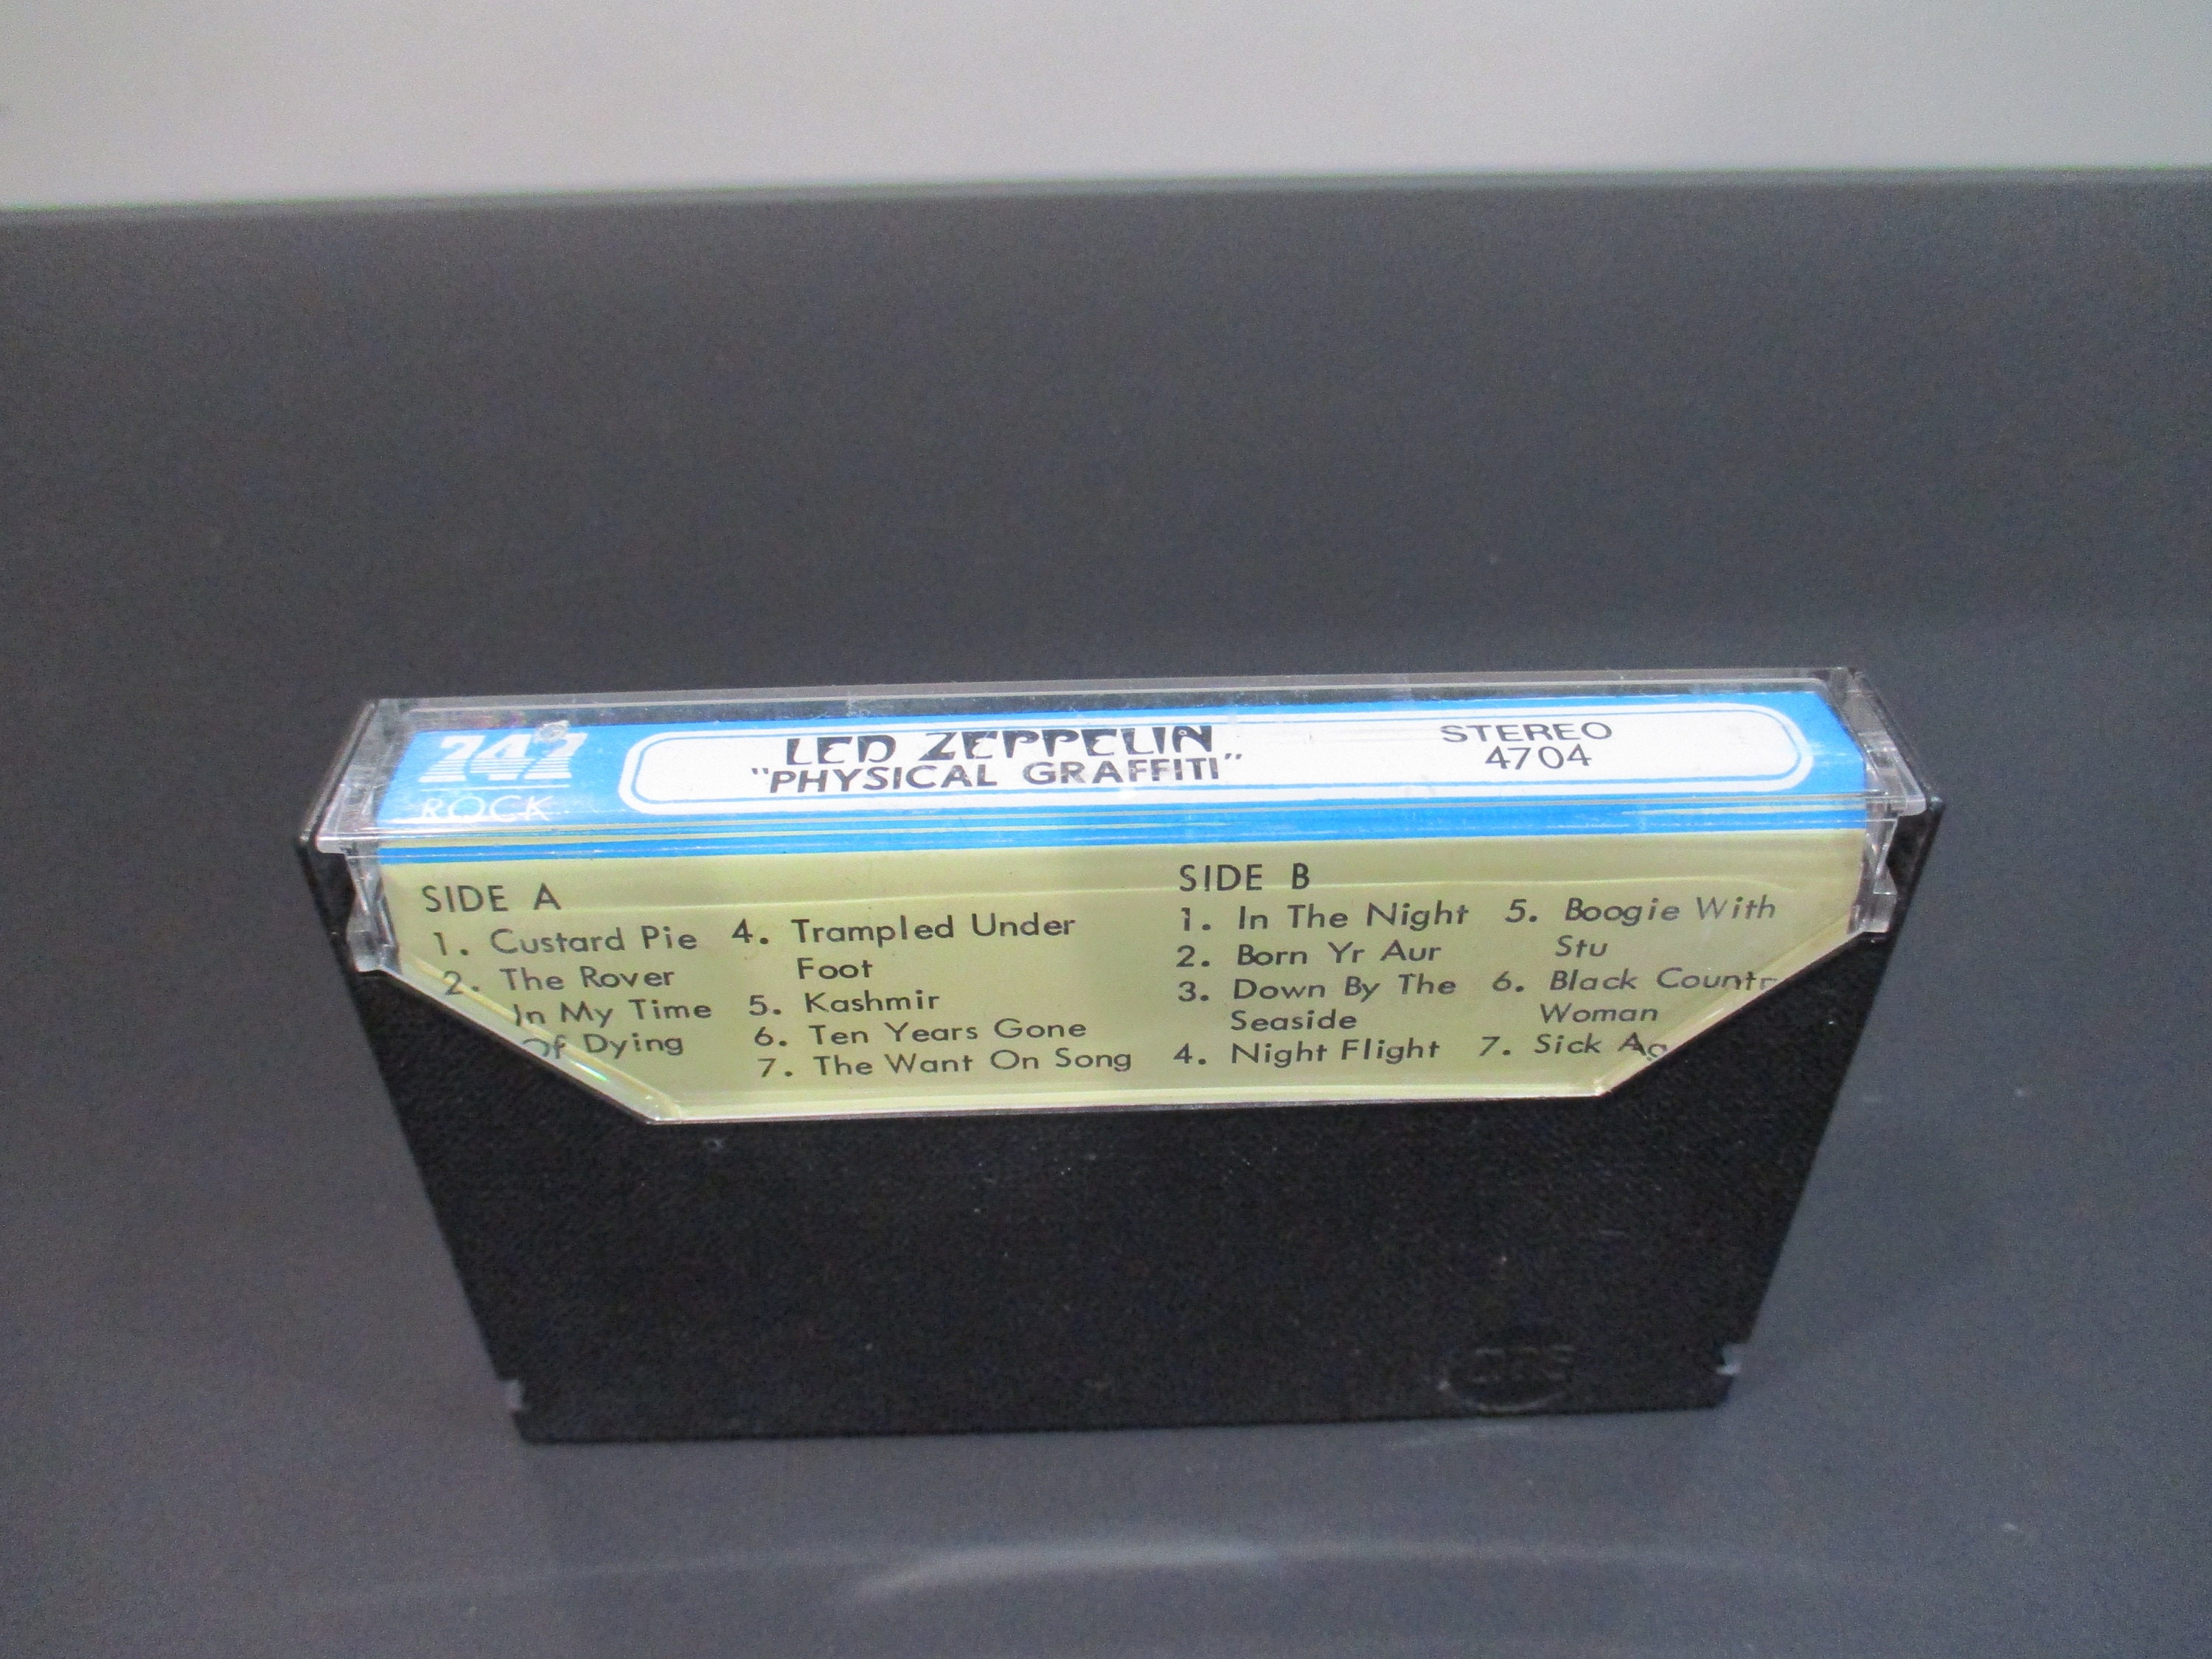 747
ROCK
LED ZEPPELIN
"PHYSICAL GRAFFITI"
STEREO
4704
SIDE A
1. Custard Pie
2. The Rover
In My Time
Of Dying
4. Trampled Under
Foot
5. Kashmir
6. Ten Years Gone
7. The Want On Song
SIDE B
1. In The Night
2. Born Yr Aur
3. Down By The
Seaside
4. Night Flight
5. Boogie With
Stu
6. Black Countr
Woman
7. Sick Ag